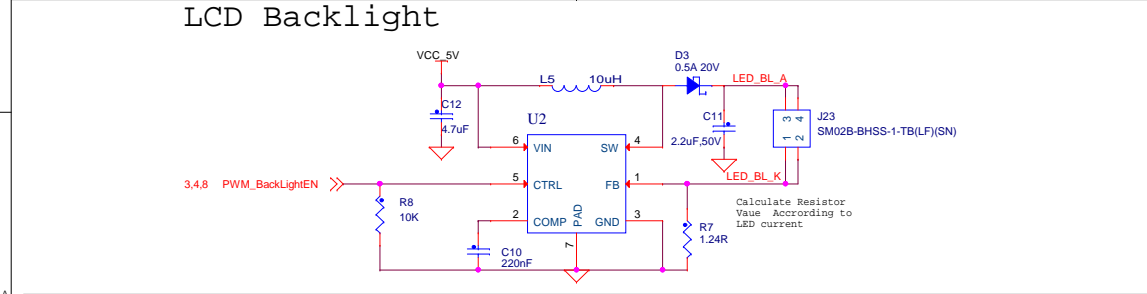 LCD Backlight
VCC_5V
D3
0.5A 20V
L5 10uH
LED_BL_A
C12
4.7uF
U2
C11
2.2uF,50V
3 4
1 2
J23
SM02B-BHSS-1-TB(LF)(SN)
6 VIN SW 4
3,4,8 PWM_BackLightEN
5 CTRL FB 1
LED_BL_K
R8
10K
2 COMP PAD GND 3
7
Calculate Resistor
Vaue Acrording to
LED current
R7
1.24R
C10
220nF